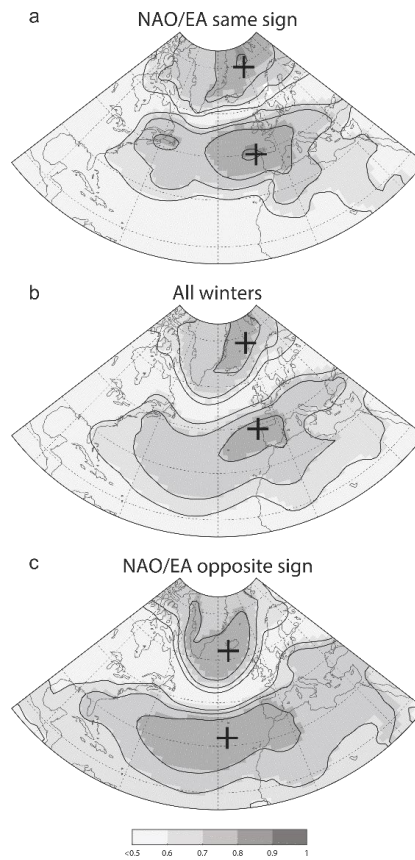 a
NAO/EA same sign
b
All winters
c
NAO/EA opposite sign
<0.5 0.6 0.7 0.8 0.9 1